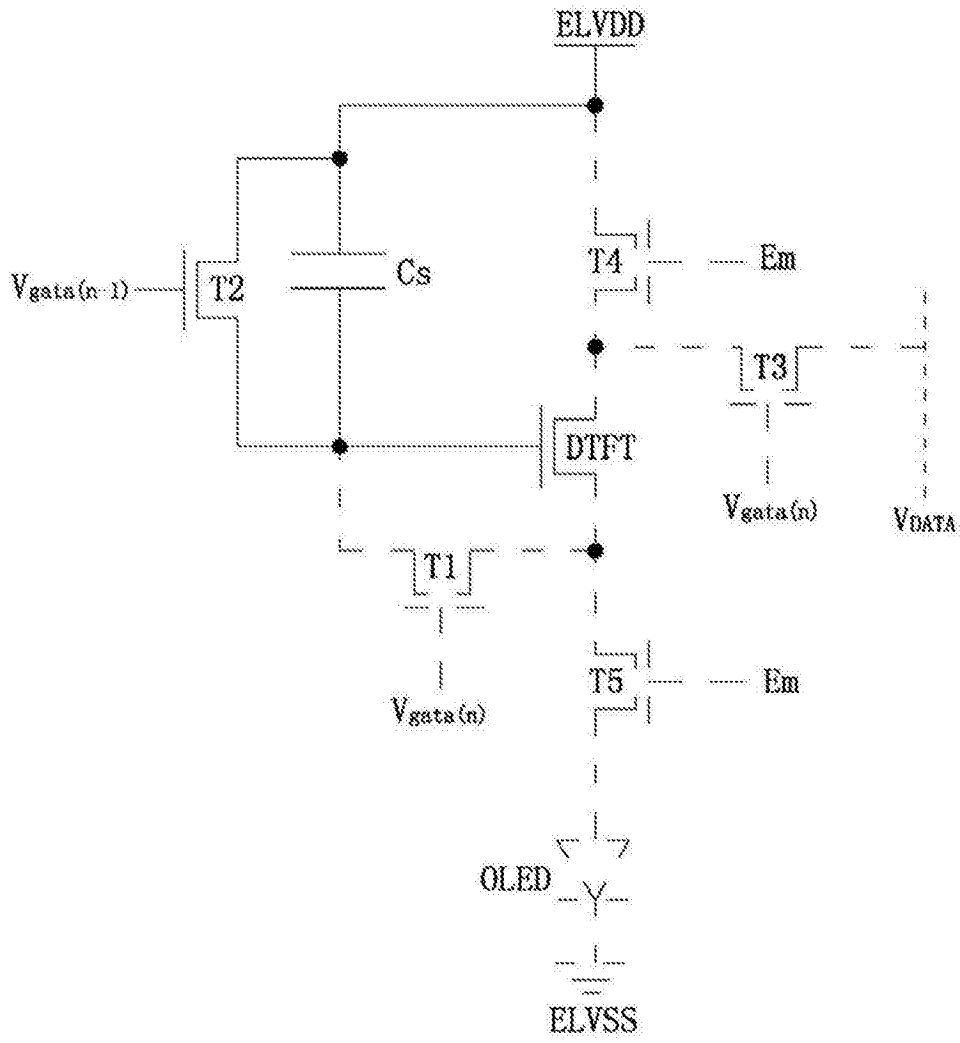 ELVDD
T4
Em
Vgata(n-1)
T2
Cs
T3
DTFT
Vgata(n)
VDATA
T1
T5
Em
Vgata(n)
OLED
ELVSS